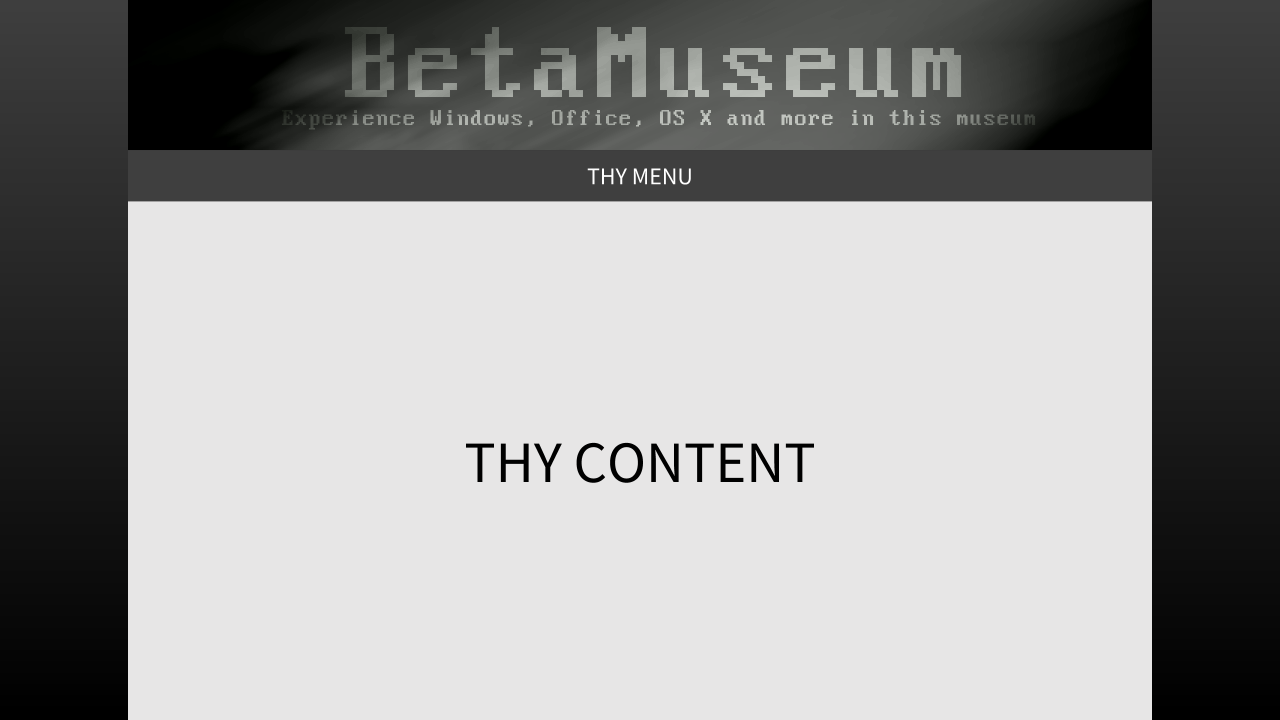 BetaMuseum
Experience Windows, Office, OS X and more in this museum
THY MENU
THY CONTENT